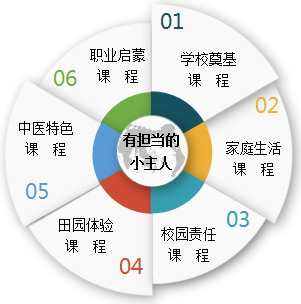 01
学校奠基
课 程
02
家庭生活
课 程
03
校园责任
课 程
04
田园体验
课 程
05
中医特色
课 程
06
职业启蒙
课 程
有担当的
小主人